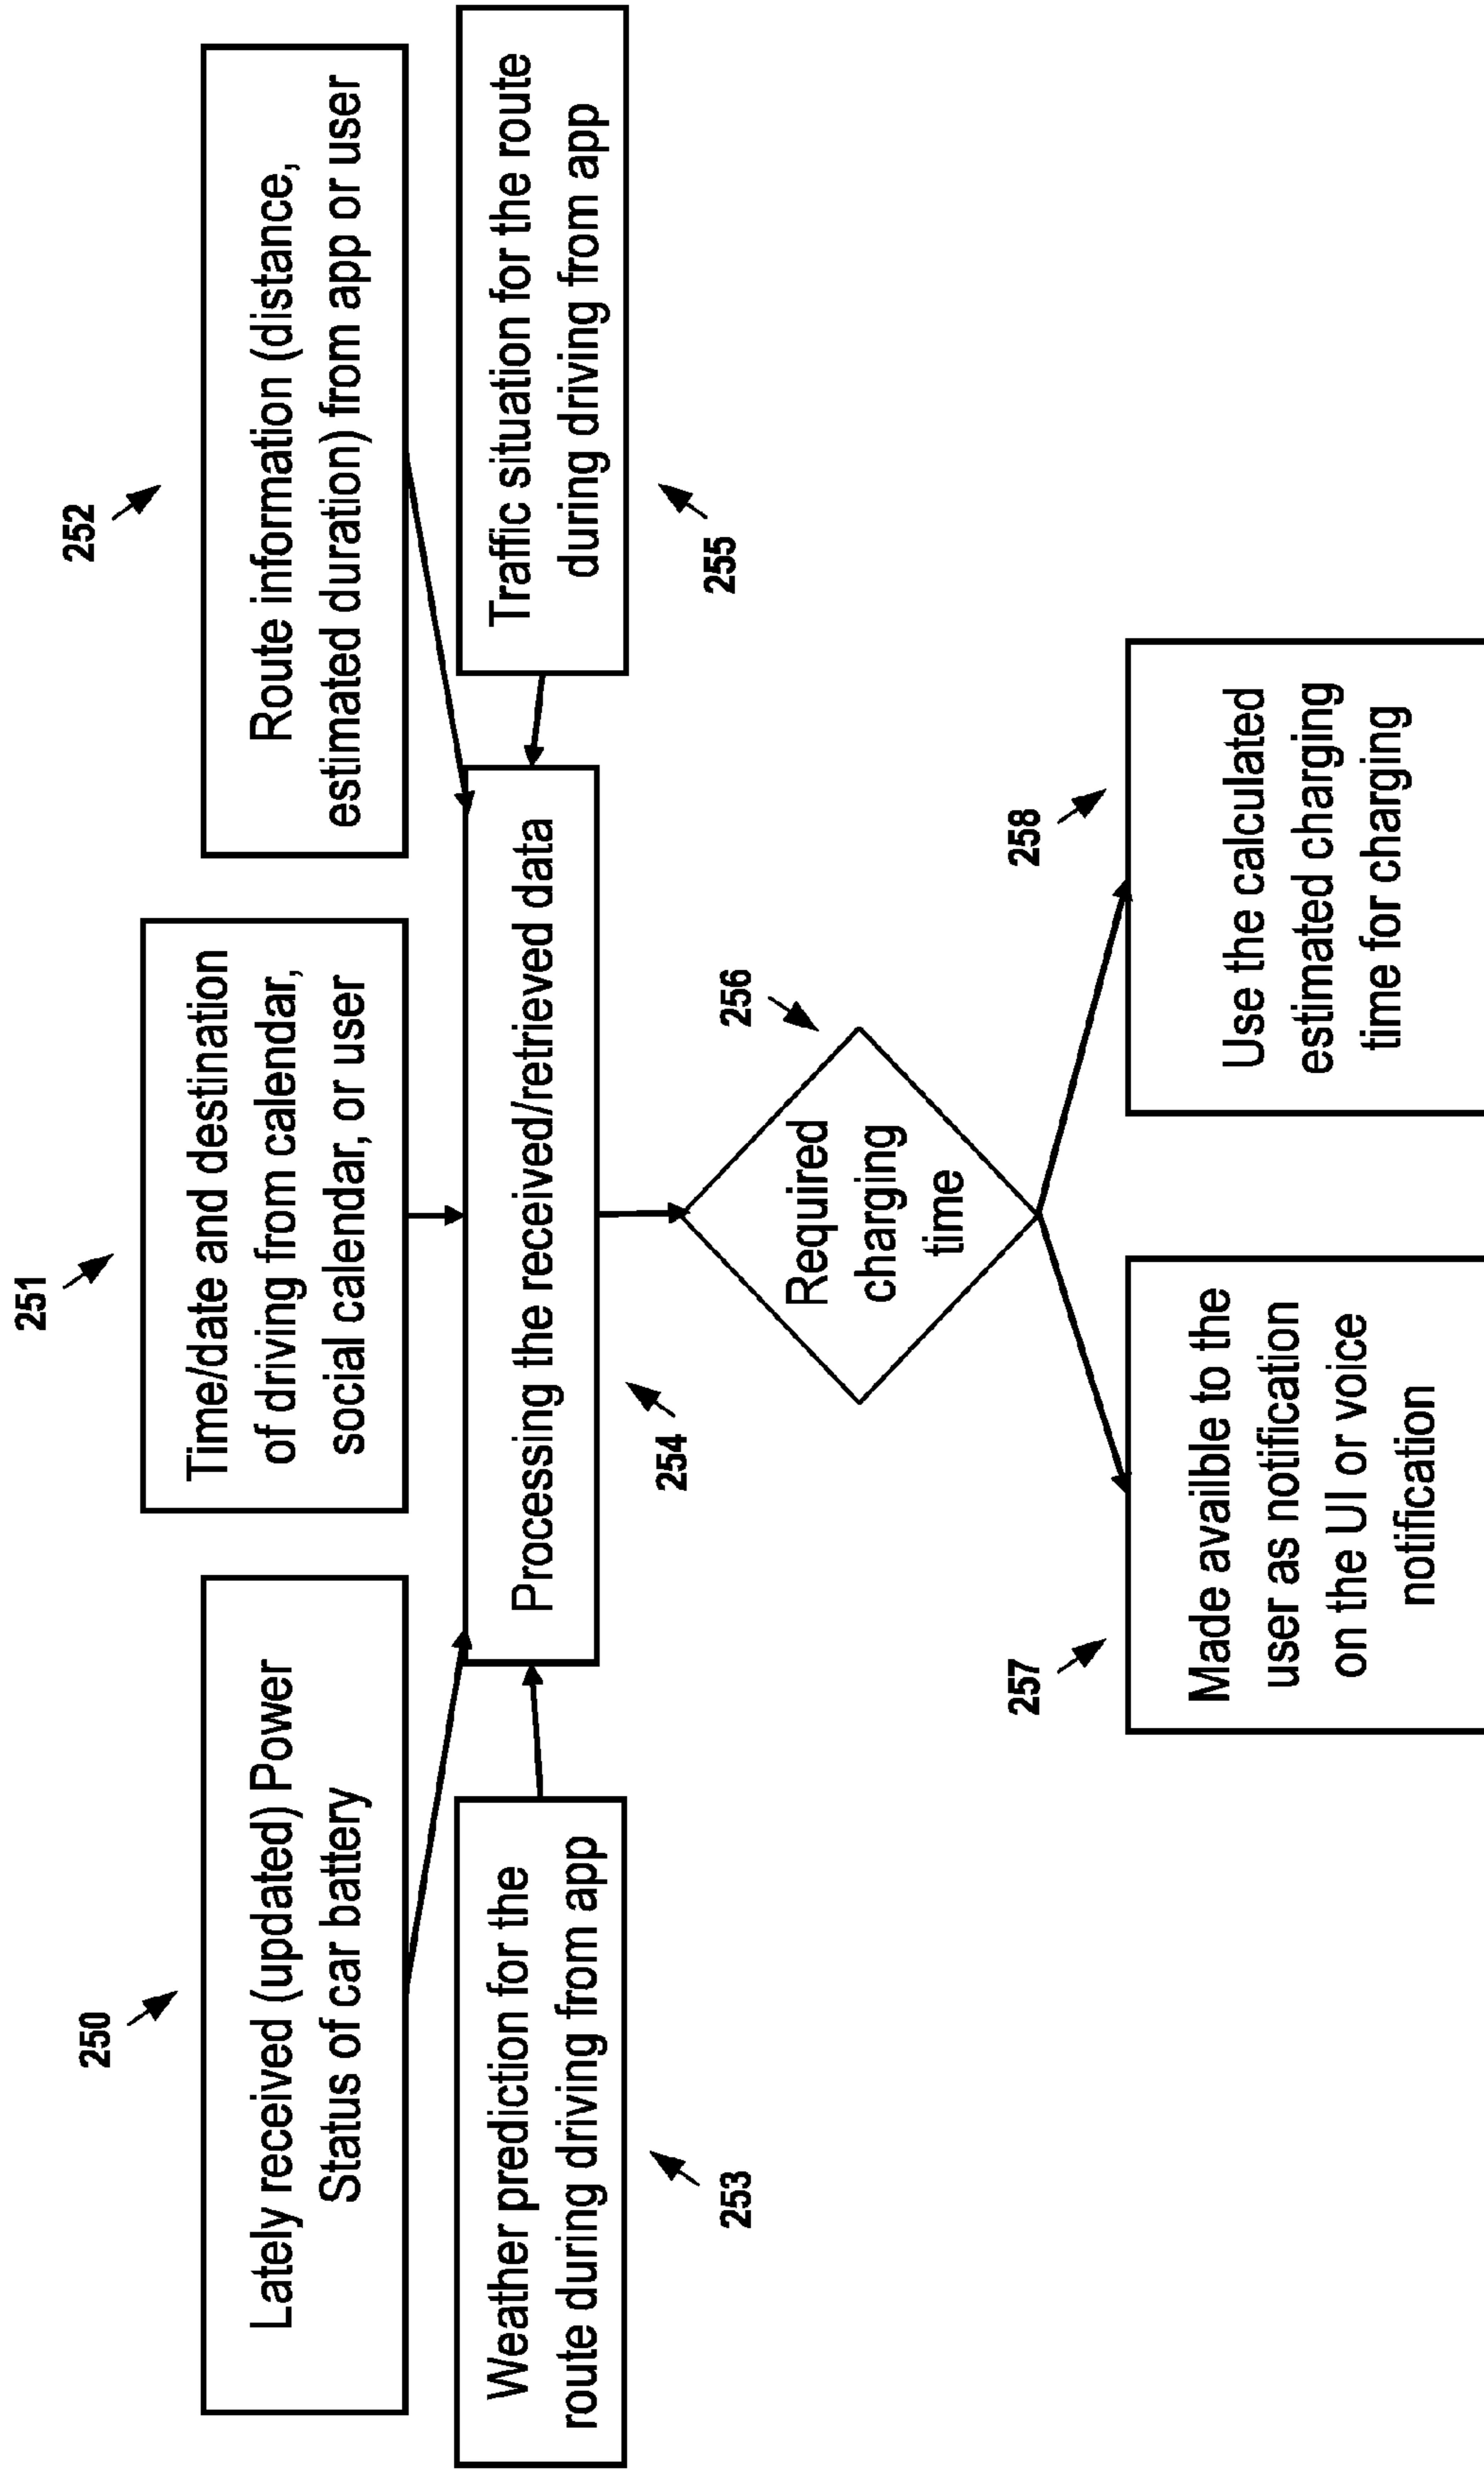 250
Lately received (updated) Power
Status of car battery
251
Time/date and destination
of driving from calendar,
social calendar, or user
252
Route information (distance,
estimated duration) from app or user
253
Weather prediction for the
route during driving from app
254
Processing the received/retrieved data
255
Traffic situation for the route
during driving from app
256
Required
charging
time
257
Made availble to the
user as notification
on the UI or voice
notification
258
Use the calculated
estimated charging
time for charging